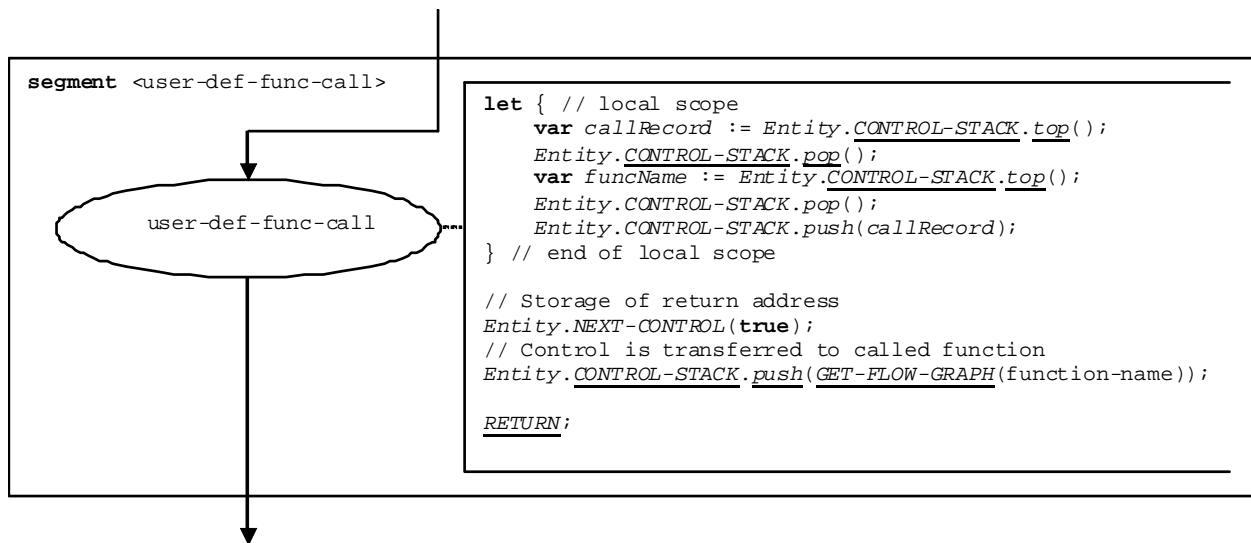 segment <user-def-func-call>
user-def-func-call
let { // local scope
var callRecord := Entity.CONTROL-STACK.top();
Entity.CONTROL-STACK.pop();
var funcName := Entity.CONTROL-STACK.top();
Entity.CONTROL-STACK.pop();
Entity.CONTROL-STACK.push(callRecord);
} // end of local scope
// Storage of return address
Entity.NEXT-CONTROL(true);
// Control is transferred to called function
Entity.CONTROL-STACK.push(GET-FLOW-GRAPH(function-name));
RETURN;